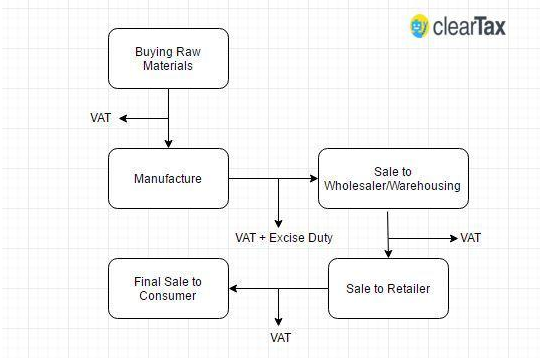 clearTax
Buying Raw
Materials
VAT
Manufacture
Sale to
Wholesaler/Warehousing
VAT + Excise Duty
VAT
Final Sale to
Consumer
Sale to Retailer
VAT